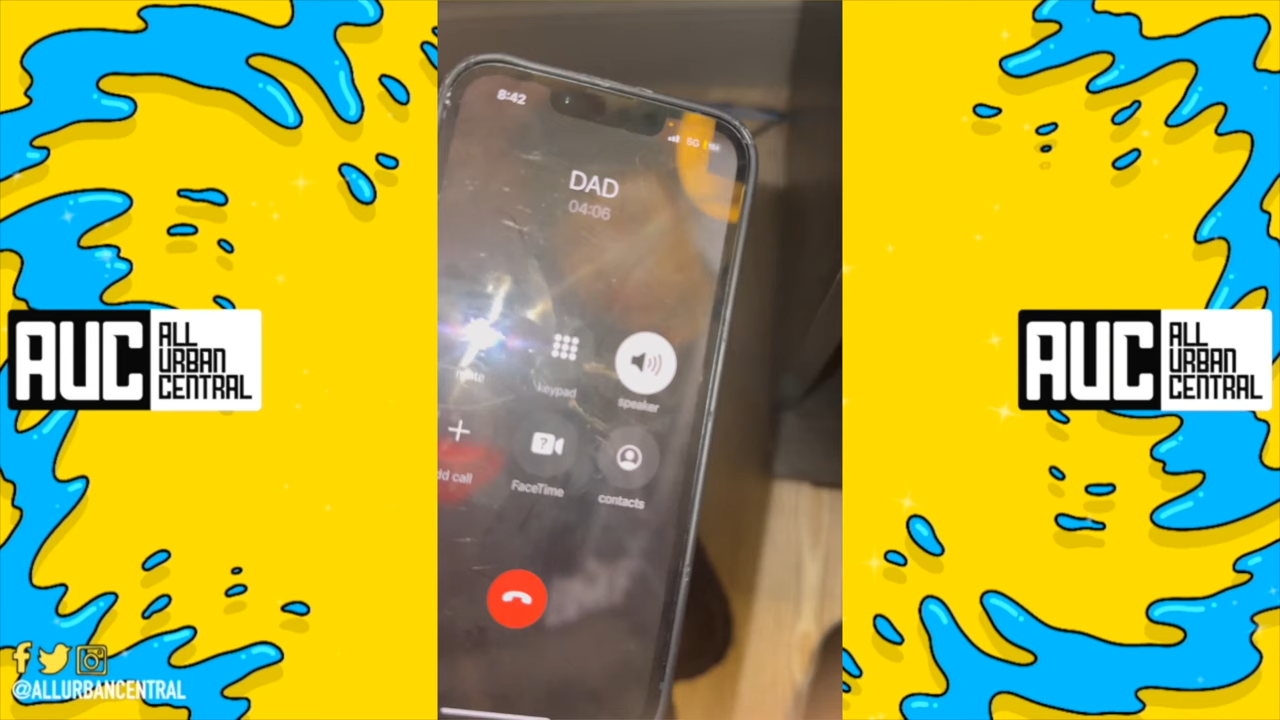 8:42
5G
DAD
04:06
keypad
speaker
FaceTime
contacts
AUC
ALL
URBAN
CENTRAL
AUC
ALL
URBAN
CENTRAL
@ALLURBANCENTRAL